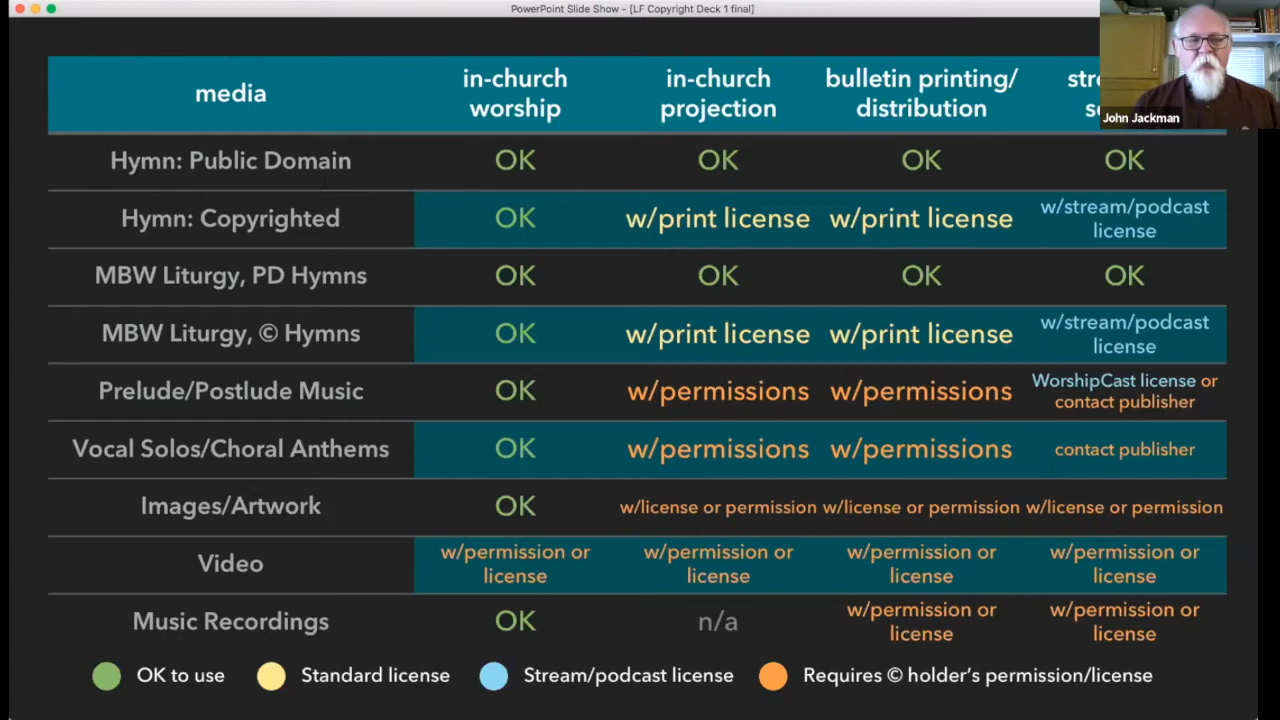 PowerPoint Slide Show - [LF Copyright Deck 1 final]
John Jackman
media
in-church worship
in-church projection
bulletin printing/ distribution
Hymn: Public Domain
OK
OK
OK
OK
Hymn: Copyrighted
OK
w/print license
w/print license
w/stream/podcast
license
MBW Liturgy, PD Hymns
OK
OK
OK
OK
MBW Liturgy, © Hymns
OK
w/print license
w/print license
w/stream/podcast
license
Prelude/Postlude Music
OK
w/permissions
w/permissions
WorshipCast license or
contact publisher
Vocal Solos/Choral Anthems
OK
w/permissions
w/permissions
contact publisher
Images/Artwork
OK
w/license or permission
w/license or permission
w/license or permission
Video
w/permission or
license
w/permission or
license
w/permission or
license
w/permission or
license
Music Recordings
OK
n/a
w/permission or
license
w/permission or
license
OK to use
Standard license
Stream/podcast license
Requires © holder's permission/license